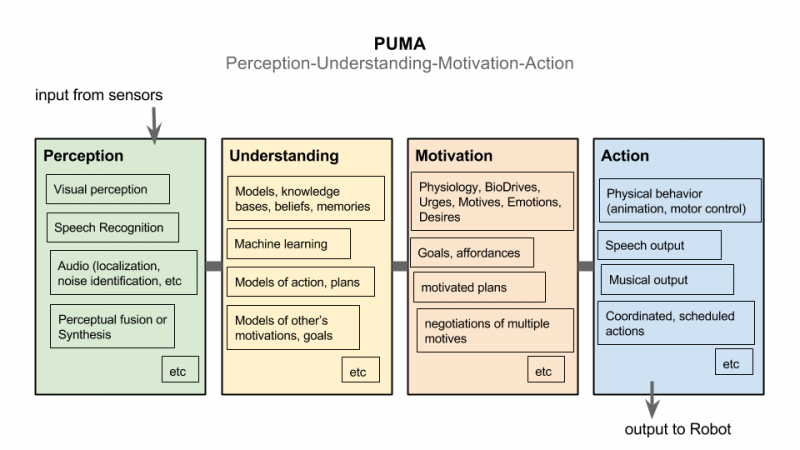 PUMA
Perception-Understanding-Motivation-Action
input from sensors
Perception
Visual perception
Speech Recognition
Audio (localization,
noise identification, etc
Perceptual fusion or
Synthesis
etc
Understanding
Models, knowledge
bases, beliefs, memories
Machine learning
Models of action, plans
Models of other's
motivations, goals
etc
Motivation
Physiology, BioDrives,
Urges, Motives, Emotions,
Desires
Goals, affordances
motivated plans
negotiations of multiple
motives
etc
Action
Physical behavior
(animation, motor control)
Speech output
Musical output
Coordinated, scheduled
actions
etc
output to Robot